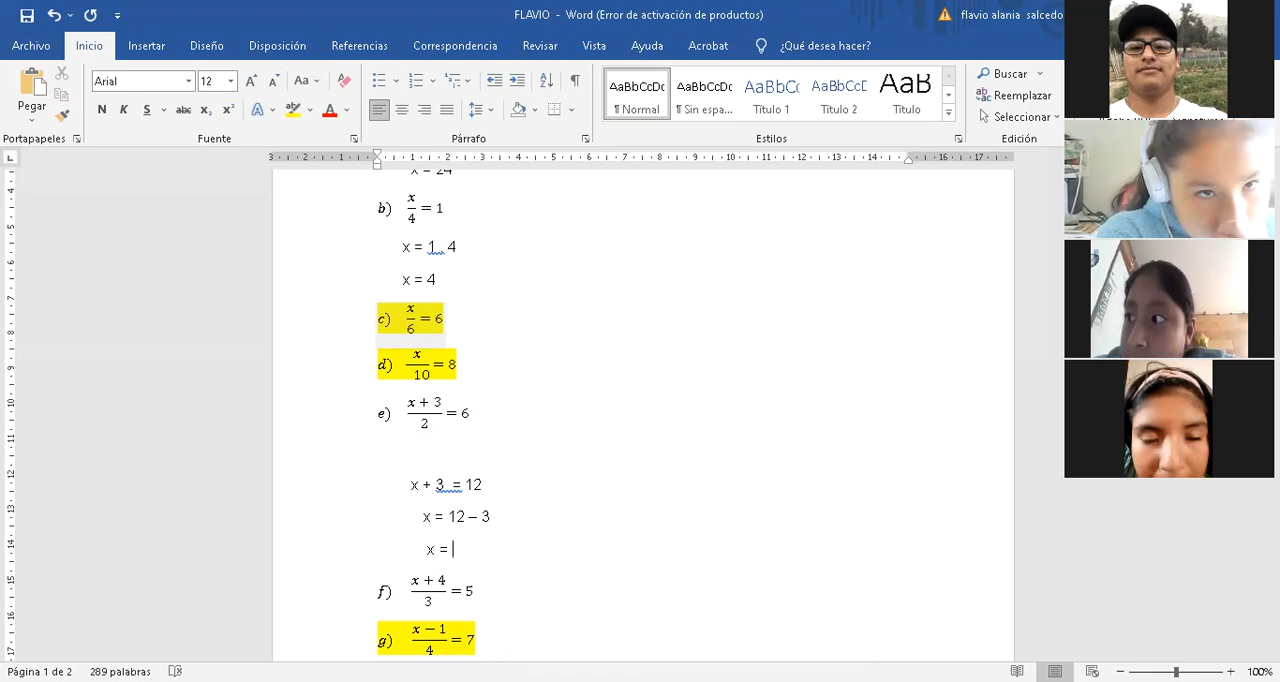 FLAVIO - Word (Error de activación de productos)
flavio alania salcedo
Archivo Inicio Insertar Diseño Disposición Referencias Correspondencia Revisar Vista Ayuda Acrobat ¿Qué desea hacer?
Pegar
Arial 12
N K S abc x₂ x²
AaBbCcDc AaBbCcDc AaBbCc AaBbCcE AaB
¶ Normal ¶ Sin espa... Título 1 Título 2 Título
Buscar
Reemplazar
Seleccionar
Portapapeles Fuente Párrafo Estilos Edición
x = 24
b) x/4 = 1
x = 1 . 4
x = 4
c) x/6 = 6
d) x/10 = 8
e) (x + 3)/2 = 6
x + 3 = 12
x = 12 – 3
x =
f) (x + 4)/3 = 5
g) (x − 1)/4 = 7
Página 1 de 2 289 palabras 100%